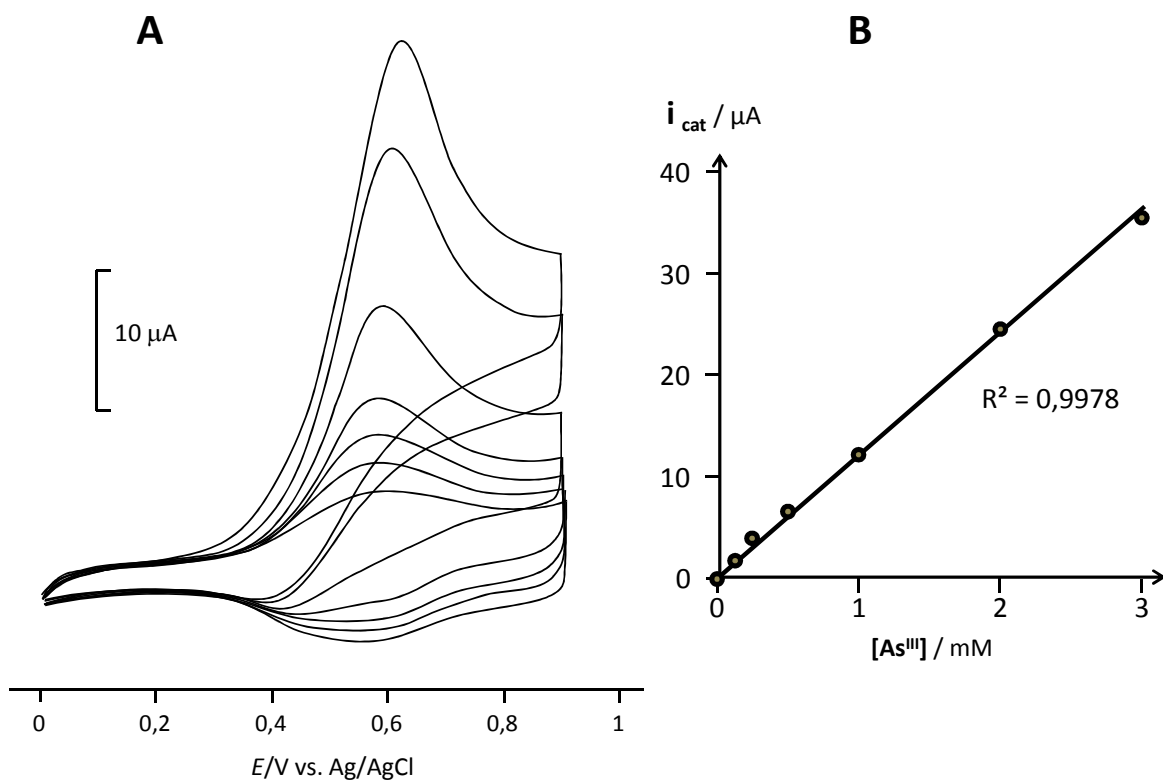 A
10 µA
0 0,2 0,4 0,6 0,8 1
E/V vs. Ag/AgCl
B
i cat / µA
40
30
20
10
0
R² = 0,9978
0 1 2 3
[Asᴵᴵᴵ] / mM